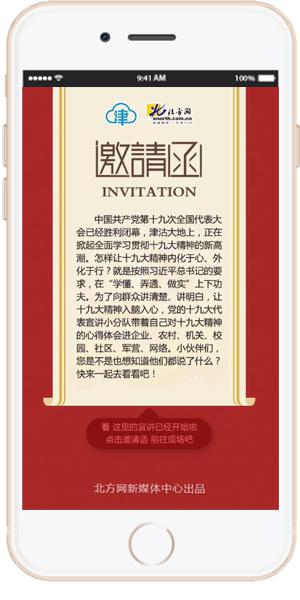 9:41 AM
100%
津
北方网
enorth.com.cn
邀請函
INVITATION
中国共产党第十九次全国代表大
会已经胜利闭幕，津沽大地上，正在
掀起全面学习贯彻十九大精神的新高
潮。怎样让十九大精神内化于心、外
化于行？就是按照习近平总书记的要
求，在“学懂、弄通、做实”上下功
夫。为了向群众讲清楚、讲明白，让
十九大精神入脑入心，党的十九大代
表宣讲小分队带着自己对十九大精神
的心得体会进企业、农村、机关、校
园、社区、军营、网络。小伙伴们，
您是不是也想知道他们都说了什么？
快来一起去看看吧！
看 这里的宣讲已经开始啦
点击邀请函 前往现场吧
北方网新媒体中心出品